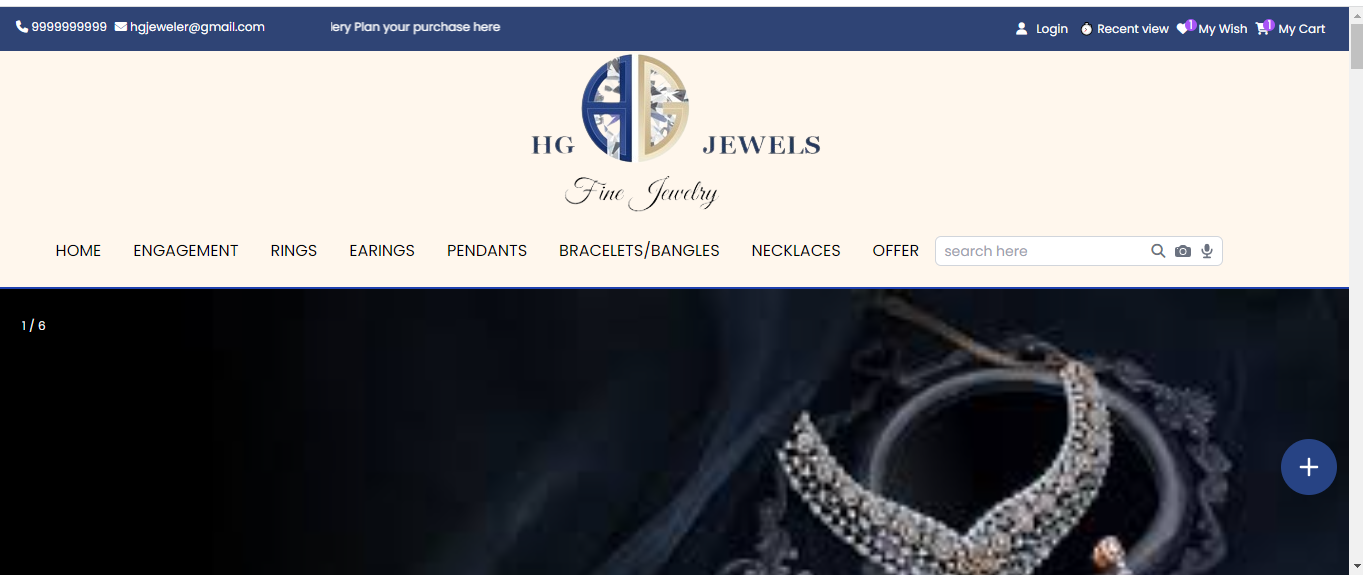 9999999999 hgjeweler@gmail.com
Plan your purchase here
Login Recent view 1 My Wish 1 My Cart
HG JEWELS
Fine Jewelry
HOME ENGAGEMENT RINGS EARINGS PENDANTS BRACELETS/BANGLES NECKLACES OFFER search here
1 / 6